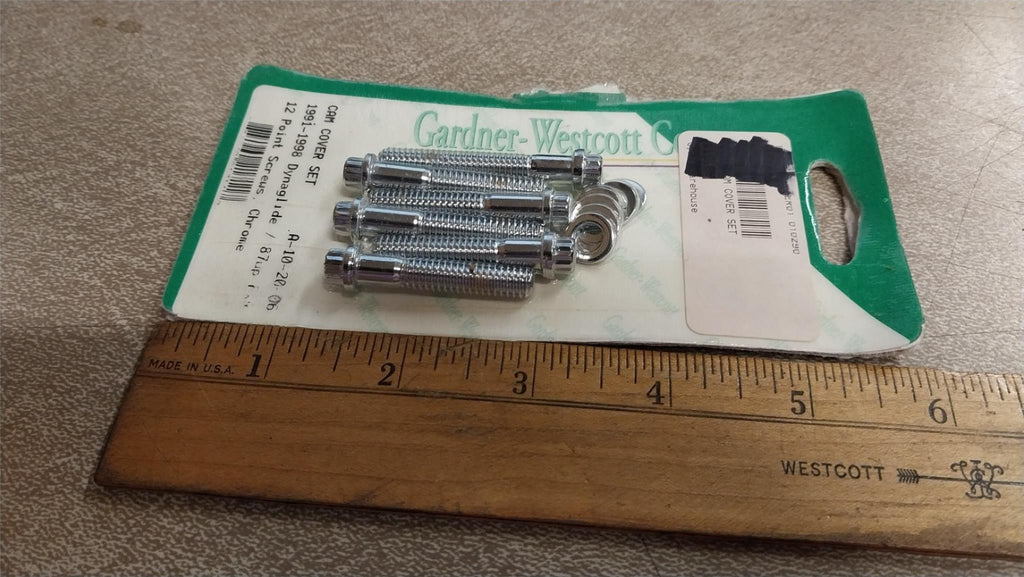 Gardner-Westcott C
CAM COVER SET
1991-1998 Dynaglide / 87up
12 Point Screws, Chrome
A-10-20-06
010290
COVER SET
MADE IN U.S.A.
1 2 3 4 5 6
WESTCOTT